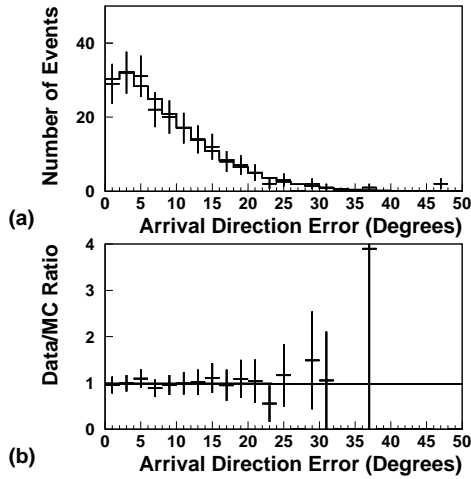 Number of Events
40
20
0
0 5 10 15 20 25 30 35 40 45 50
(a)
Arrival Direction Error (Degrees)
Data/MC Ratio
4
3
2
1
0
0 5 10 15 20 25 30 35 40 45 50
(b)
Arrival Direction Error (Degrees)